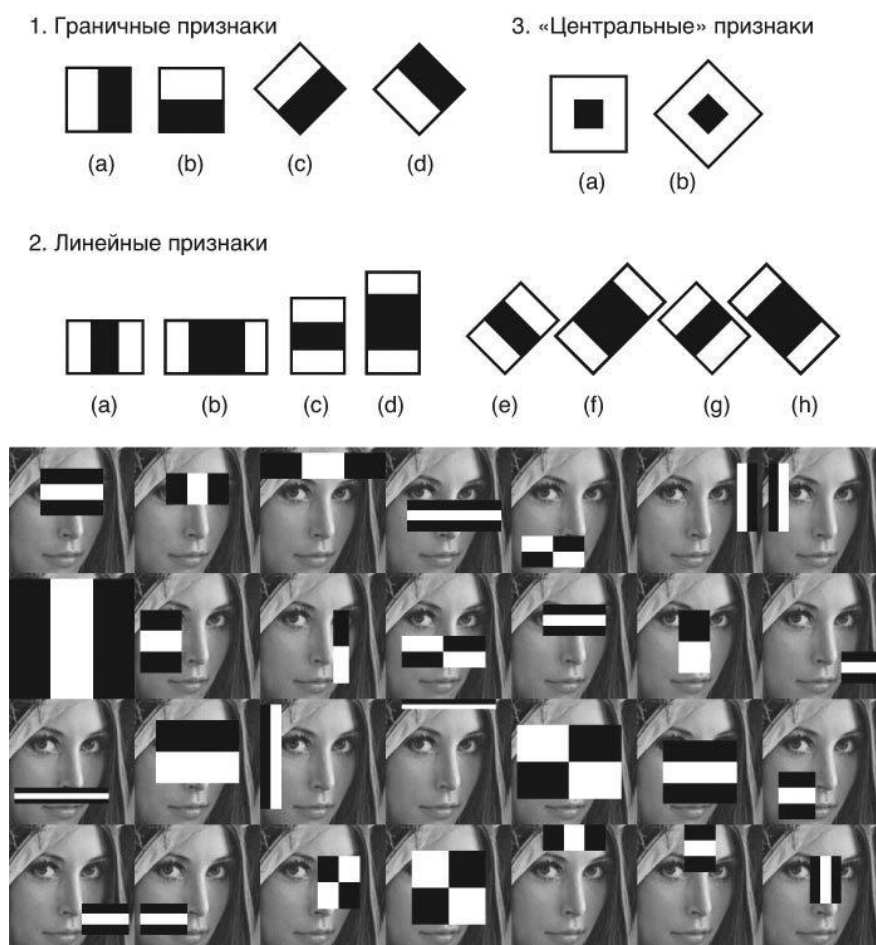 1. Граничные признаки
(a) (b) (c) (d)
3. «Центральные» признаки
(a) (b)
2. Линейные признаки
(a) (b) (c) (d) (e) (f) (g) (h)